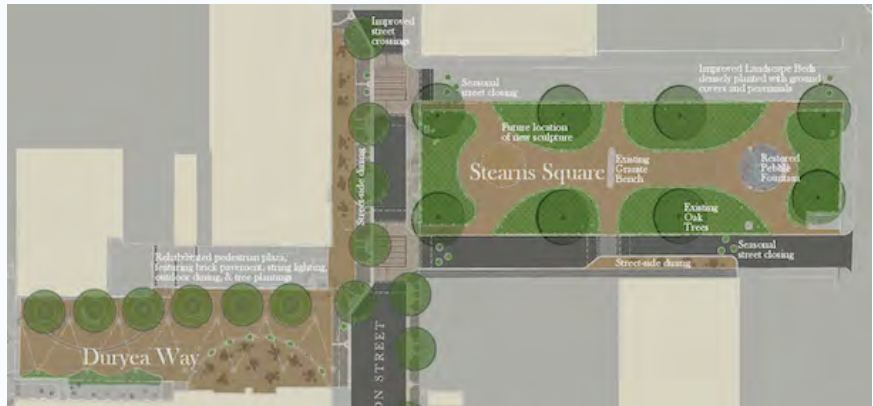 Improved
street
crossings
Seasonal
street closing
Improved Landscape Beds
densely planted with ground
covers and perennials
Future location
of new sculpture
Stearns Square
Existing
Granite
Bench
Restored
Pebble
Fountain
Existing
Oak
Trees
Seasonal
street closing
Street-side dining
Street-side dining
pedestrian plaza,
featuring brick pavement, string lighting,
outdoor dining, & tree plantings
Duryea Way
ON STREET